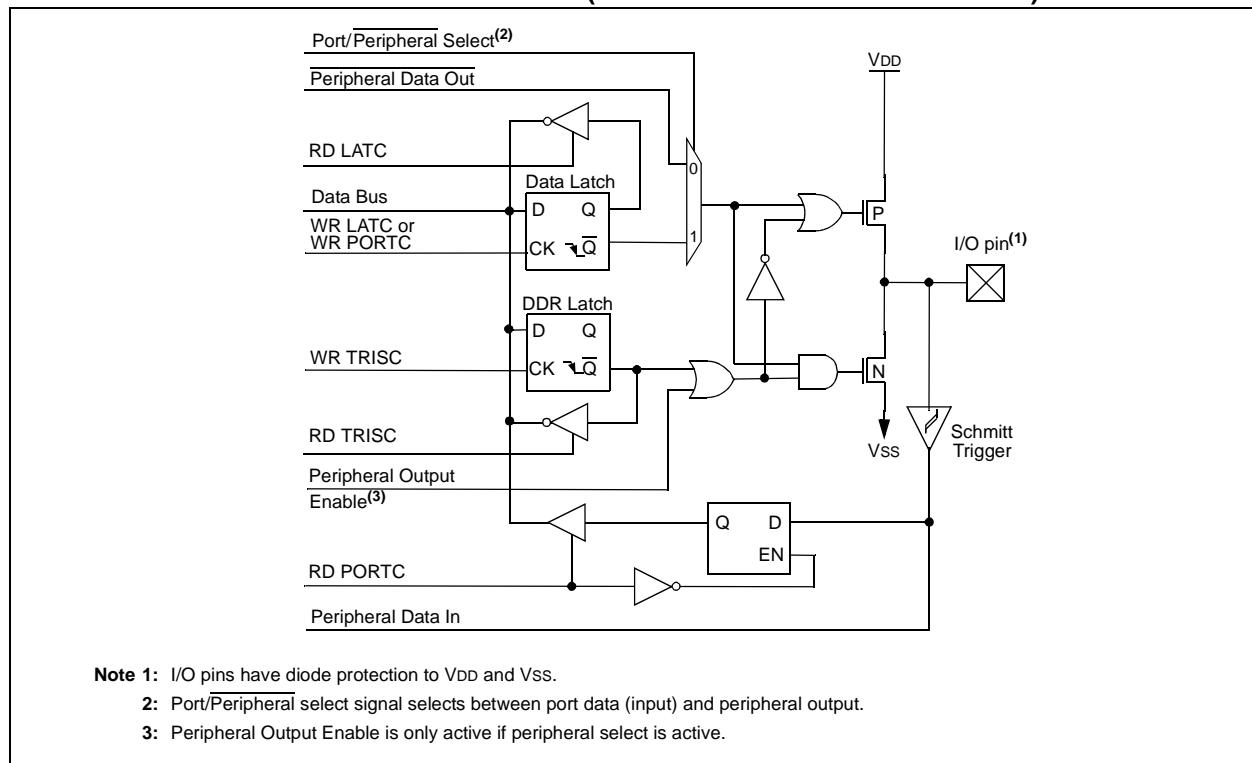 Port/Peripheral Select(2)
Peripheral Data Out
VDD
RD LATC
0
Data Latch
Data Bus
D Q
P
WR LATC or
WR PORTC
CK Q
1
I/O pin(1)
DDR Latch
D Q
WR TRISC
CK Q
N
RD TRISC
VSS
Schmitt
Trigger
Peripheral Output
Enable(3)
Q D
EN
RD PORTC
Peripheral Data In
Note 1: I/O pins have diode protection to VDD and VSS.
2: Port/Peripheral select signal selects between port data (input) and peripheral output.
3: Peripheral Output Enable is only active if peripheral select is active.